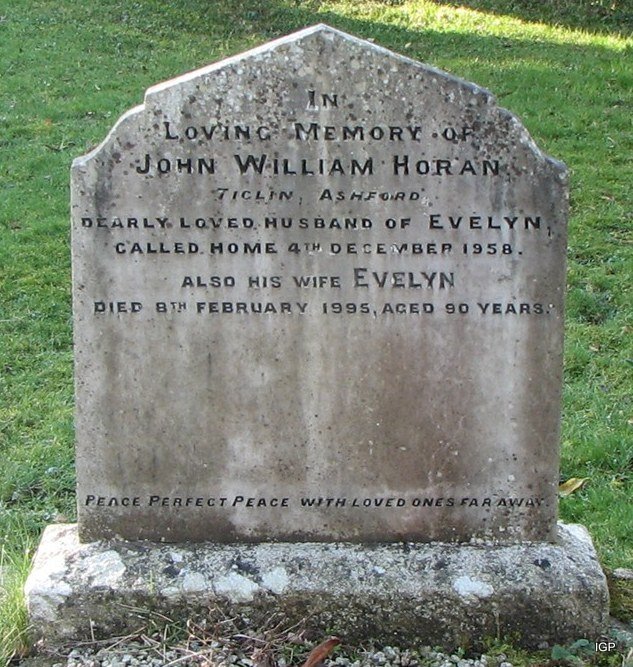 In
Loving Memory of
John William Horan
Ticlin, Ashford,
dearly loved husband of Evelyn,
called home 4th December 1958.
also his wife Evelyn
died 8th February 1995, aged 90 years.
Peace Perfect Peace with loved ones far away.
IGP